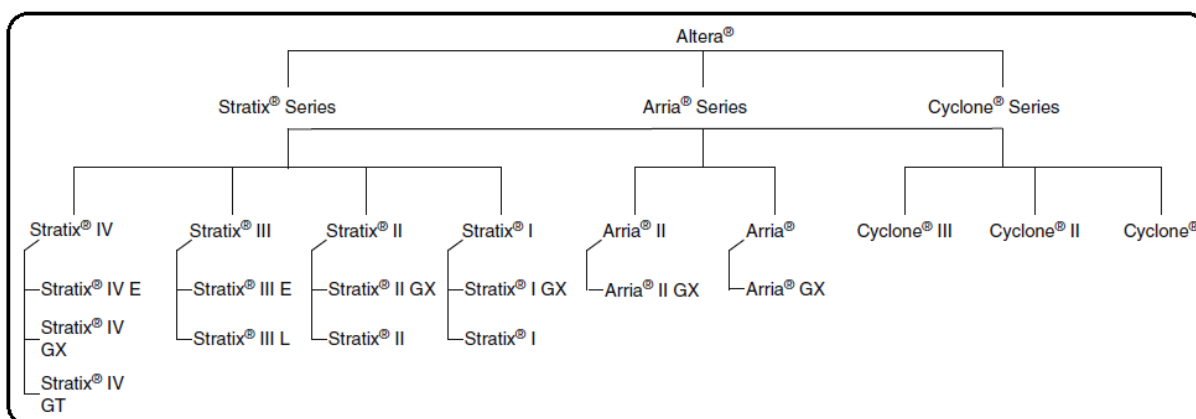 Altera®
Stratix® Series Arria® Series Cyclone® Series
Stratix® IV Stratix® III Stratix® II Stratix® I Arria® II Arria® Cyclone® III Cyclone® II Cyclone®
Stratix® IV E Stratix® III E Stratix® II GX Stratix® I GX Arria® II GX Arria® GX
Stratix® IV
GX
Stratix® III L Stratix® II Stratix® I
Stratix® IV
GT